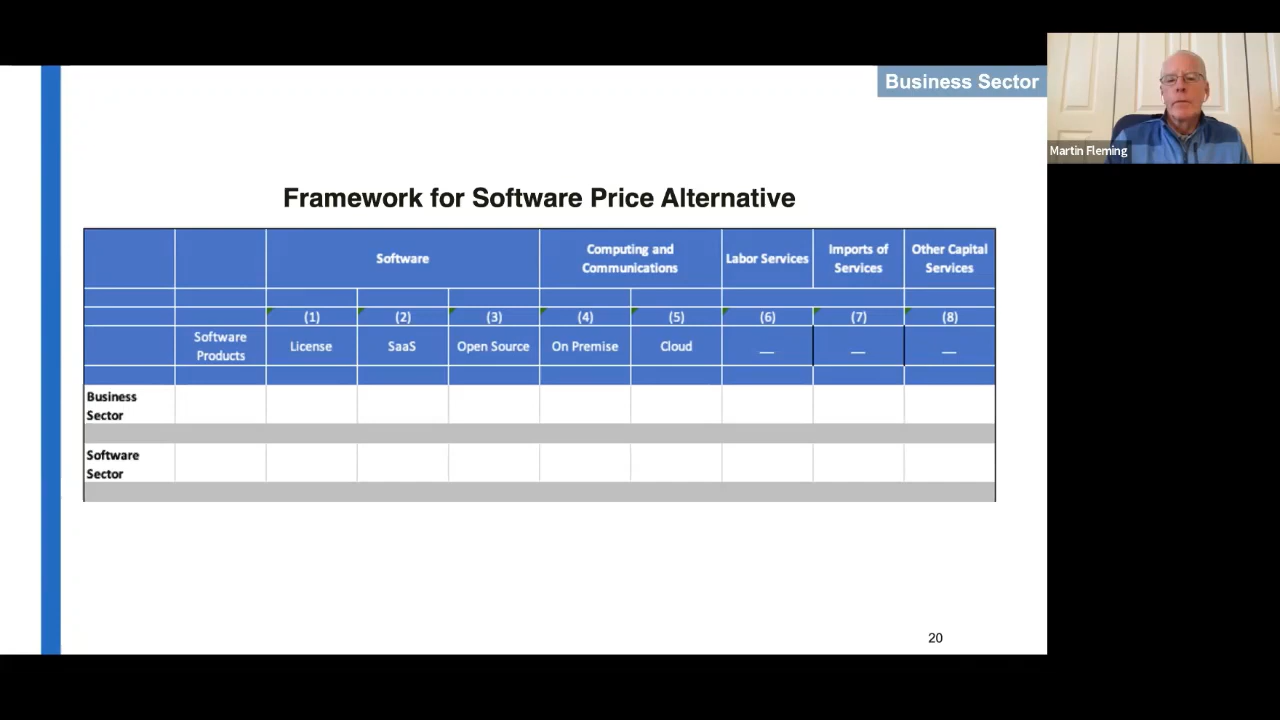 Business Sector
Martin Fleming
Framework for Software Price Alternative
Software
Computing and
Communications
Labor Services
Imports of
Services
Other Capital
Services
(1)
(2)
(3)
(4)
(5)
(6)
(7)
(8)
Software
Products
License
SaaS
Open Source
On Premise
Cloud
__
__
__
Business
Sector
Software
Sector
20